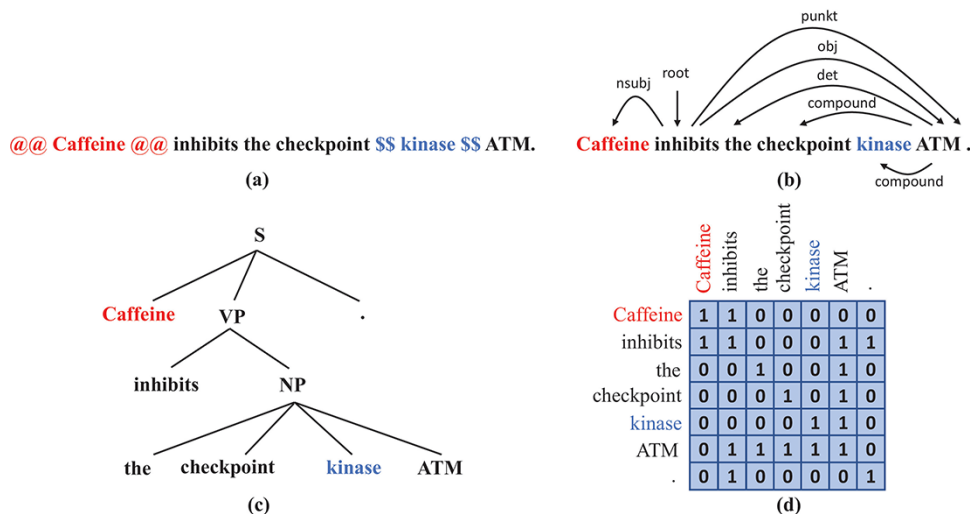 @@ Caffeine @@ inhibits the checkpoint $$ kinase $$ ATM.
(a)
punkt
obj
det
root
nsubj
compound
Caffeine inhibits the checkpoint kinase ATM .
compound
(b)
S
Caffeine VP .
inhibits NP
the checkpoint kinase ATM
(c)
Caffeine inhibits the checkpoint kinase ATM .
Caffeine 1 1 0 0 0 0 0
inhibits 1 1 0 0 0 1 1
the 0 0 1 0 0 1 0
checkpoint 0 0 0 1 0 1 0
kinase 0 0 0 0 1 1 0
ATM 0 1 1 1 1 1 0
. 0 1 0 0 0 0 1
(d)